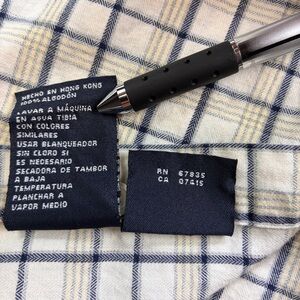 HECHO EN HONG KONG
100% ALGODÓN
LAVAR A MÁQUINA
EN AGUA TIBIA
CON COLORES
SIMILARES
USAR BLANQUEADOR
SIN CLORO SI
ES NECESARIO
SECADORA DE TAMBOR
A BAJA
TEMPERATURA
PLANCHAR A
VAPOR MEDIO
RN 67835
CA 07415